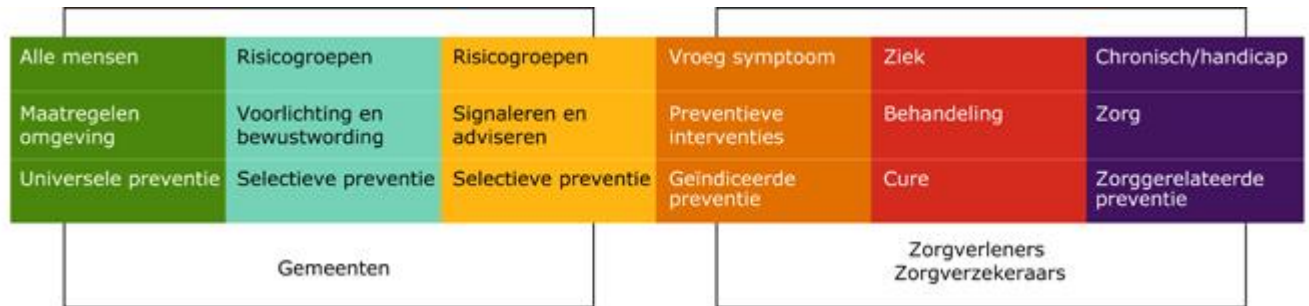 Alle mensen
Risicogroepen
Risicogroepen
Vroeg symptoom
Ziek
Chronisch/handicap
Maatregelen
omgeving
Voorlichting en
bewustwording
Signaleren en
adviseren
Preventieve
interventies
Behandeling
Zorg
Universele preventie
Selectieve preventie
Selectieve preventie
Geïndiceerde
preventie
Cure
Zorggerelateerde
preventie
Gemeenten
Zorgverleners
Zorgverzekeraars